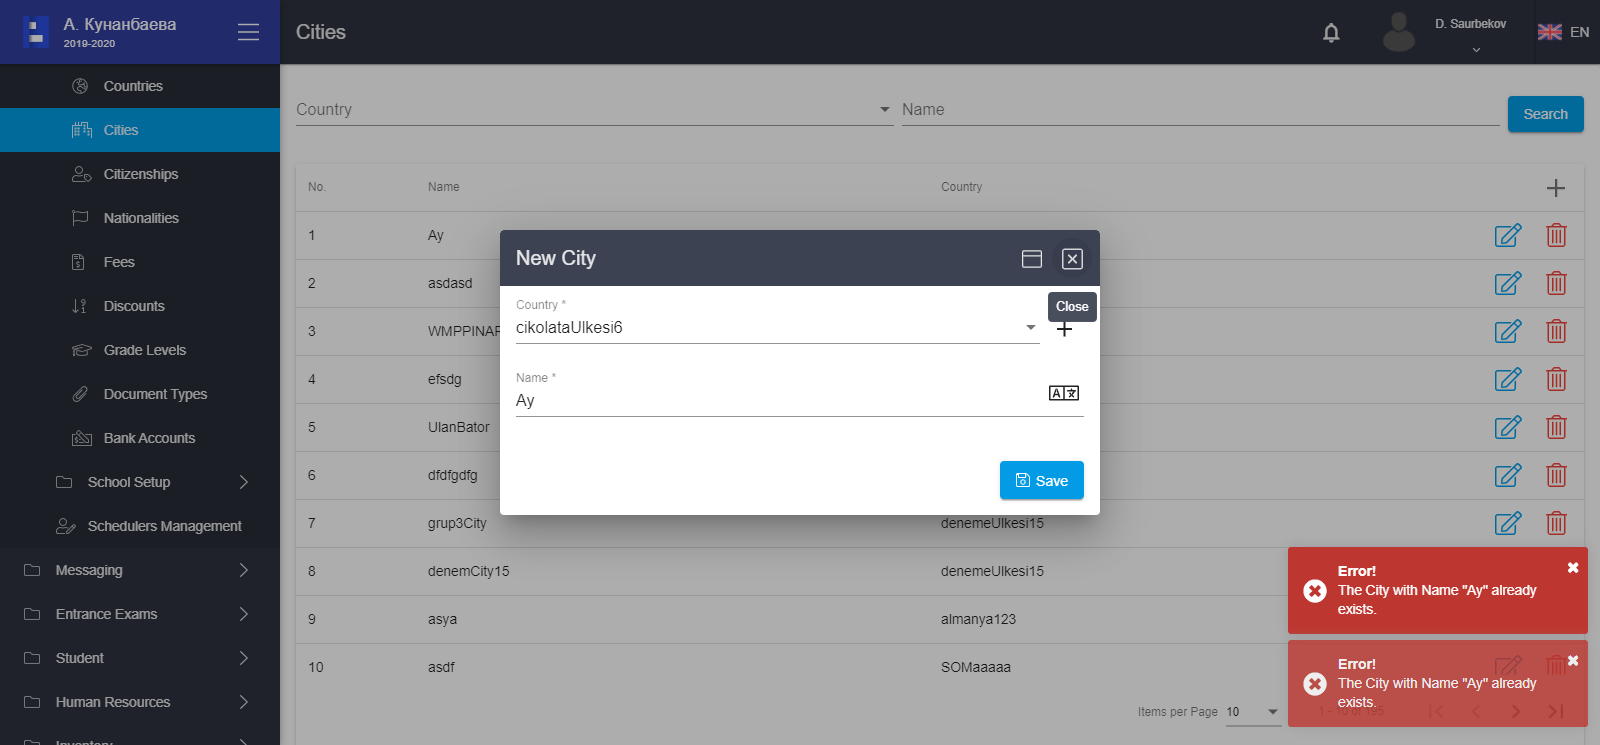 А. Кунанбаева
2019-2020
Cities
D. Saurbekov
EN
Countries
Cities
Citizenships
Nationalities
Fees
Discounts
Grade Levels
Document Types
Bank Accounts
School Setup
Schedulers Management
Messaging
Entrance Exams
Student
Human Resources
Inventory
Country
Name
Search
No. Name Country
1 Ay
2 asdasd
3 WMPPINAR
4 efsdg
5 UlanBator
6 dfdfgdfg
7 grup3City denemeUlkesi15
8 denemCity15 denemeUlkesi15
9 asya almanya123
10 asdf SOMaaaaa
Items per Page 10
New City
Close
Country *
cikolataUlkesi6
Name *
Ay
Save
Error!
The City with Name "Ay" already
exists.
Error!
The City with Name "Ay" already
exists.